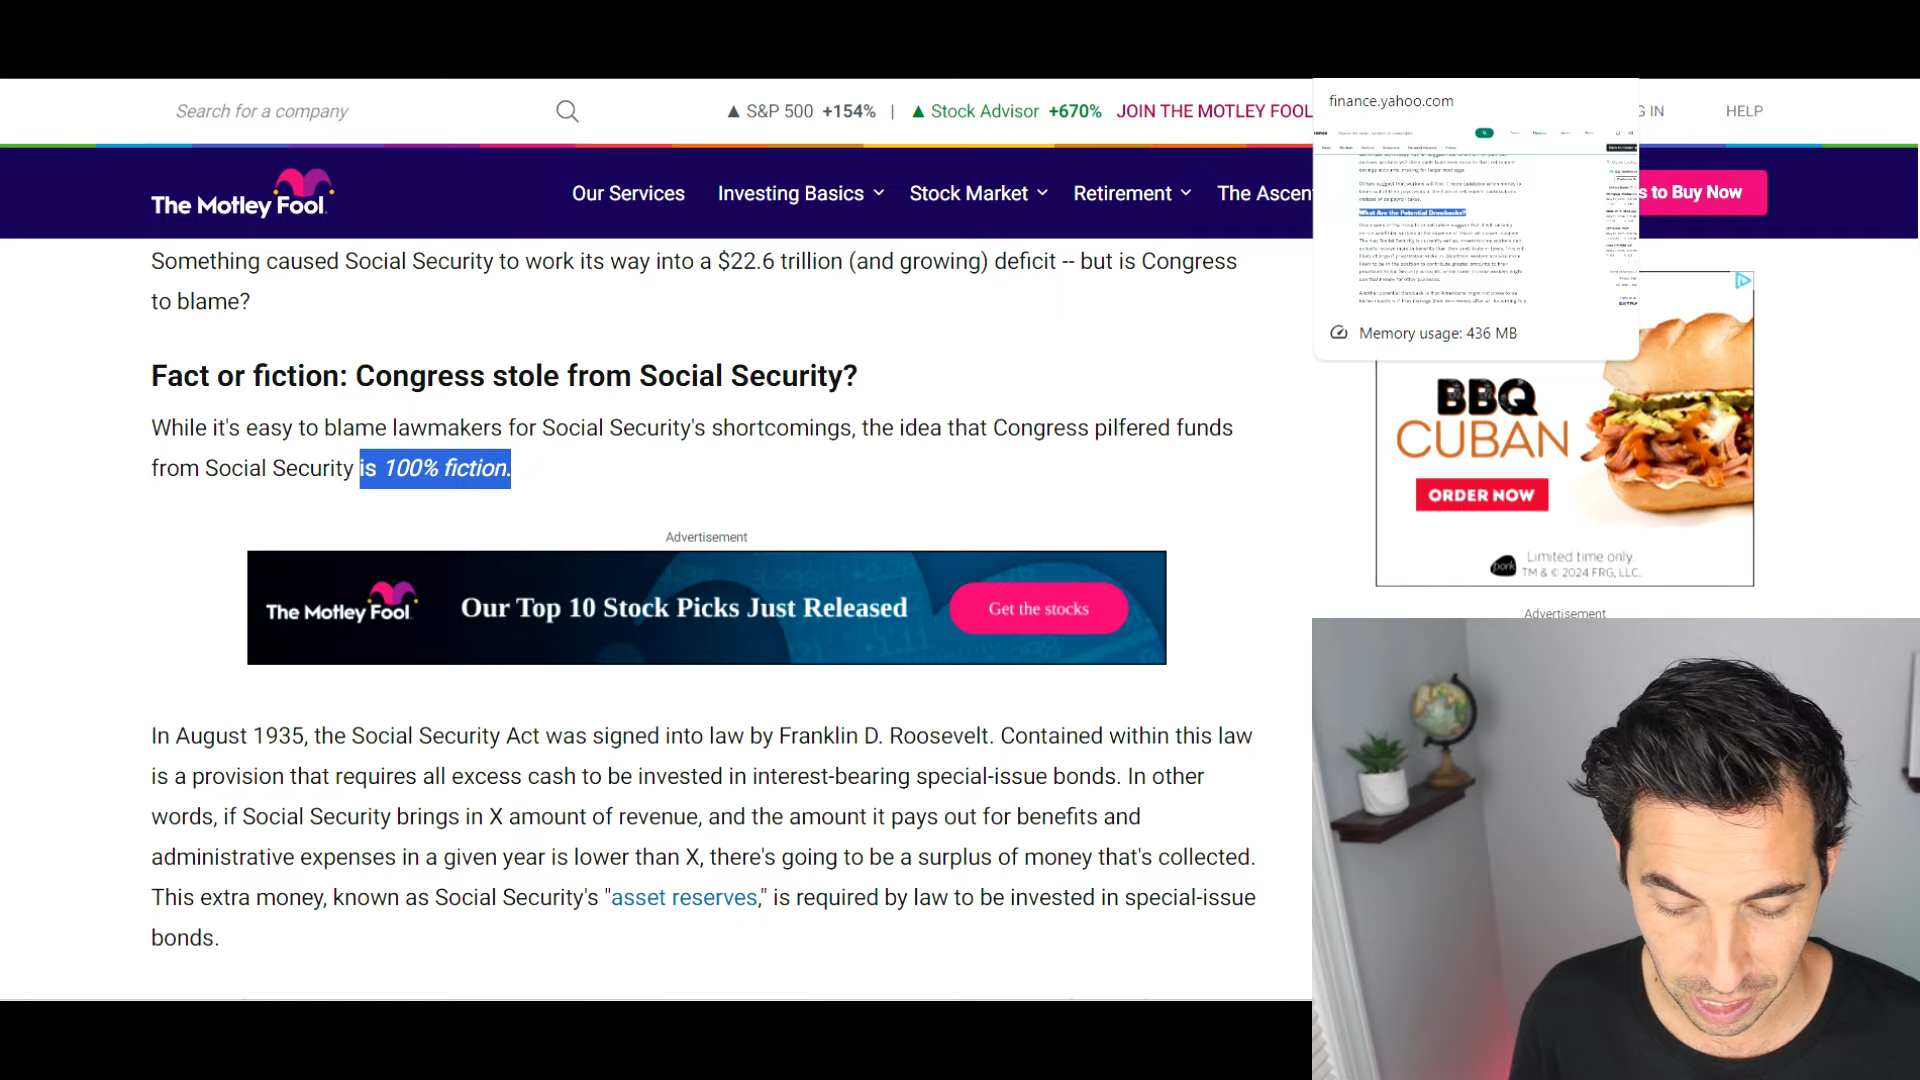 Search for a company
▲ S&P 500 +154% | ▲ Stock Advisor +670% JOIN THE MOTLEY FOOL
IN
HELP
The Motley Fool
Our Services
Investing Basics
Stock Market
Retirement
The Ascent
s to Buy Now
finance.yahoo.com
What Are the Potential Drawbacks?
Memory usage: 436 MB
Something caused Social Security to work its way into a $22.6 trillion (and growing) deficit -- but is Congress
to blame?
Fact or fiction: Congress stole from Social Security?
While it's easy to blame lawmakers for Social Security's shortcomings, the idea that Congress pilfered funds
from Social Security is 100% fiction.
Advertisement
The Motley Fool
Our Top 10 Stock Picks Just Released
Get the stocks
In August 1935, the Social Security Act was signed into law by Franklin D. Roosevelt. Contained within this law
is a provision that requires all excess cash to be invested in interest-bearing special-issue bonds. In other
words, if Social Security brings in X amount of revenue, and the amount it pays out for benefits and
administrative expenses in a given year is lower than X, there's going to be a surplus of money that's collected.
This extra money, known as Social Security's "asset reserves," is required by law to be invested in special-issue
bonds.
BBQ
CUBAN
ORDER NOW
pork
Limited time only.
TM & © 2024 FRG, LLC.
Advertisement